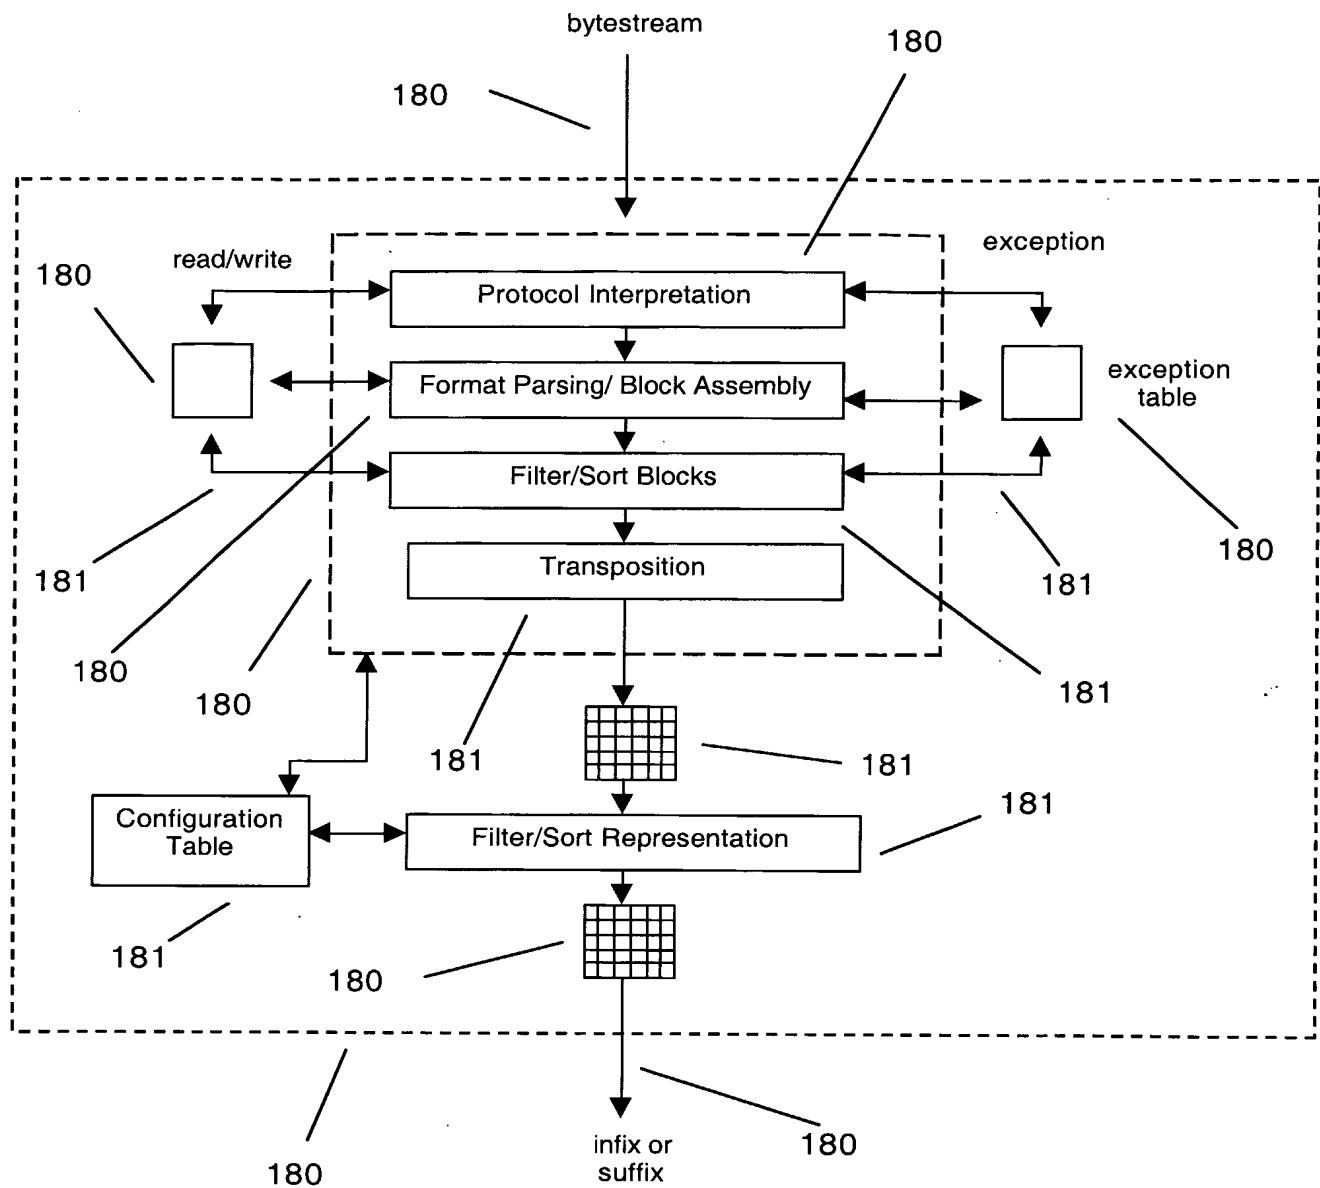 bytestream
180
180
read/write
exception
180
Protocol Interpretation
Format Parsing/ Block Assembly
exception
table
Filter/Sort Blocks
180
181
Transposition
181
180
180
181
181
181
181
Configuration
Table
Filter/Sort Representation
181
180
180
infix or
suffix
180